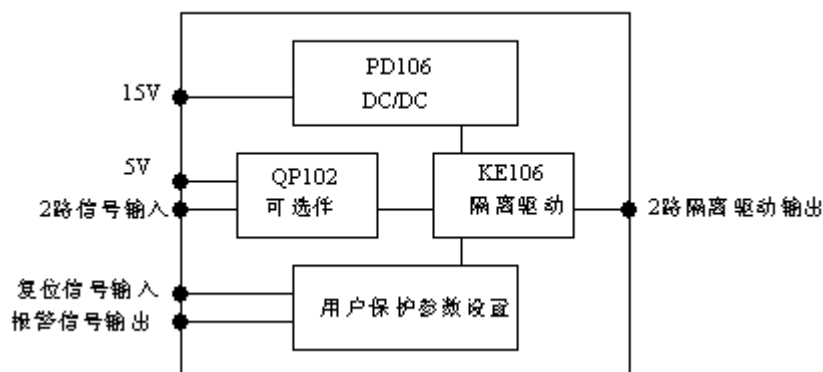 PD106
DC/DC
15V
5V
QP102
可选件
KE106
隔离驱动
2路信号输入
2路隔离驱动输出
复位信号输入
报警信号输出
用户保护参数设置